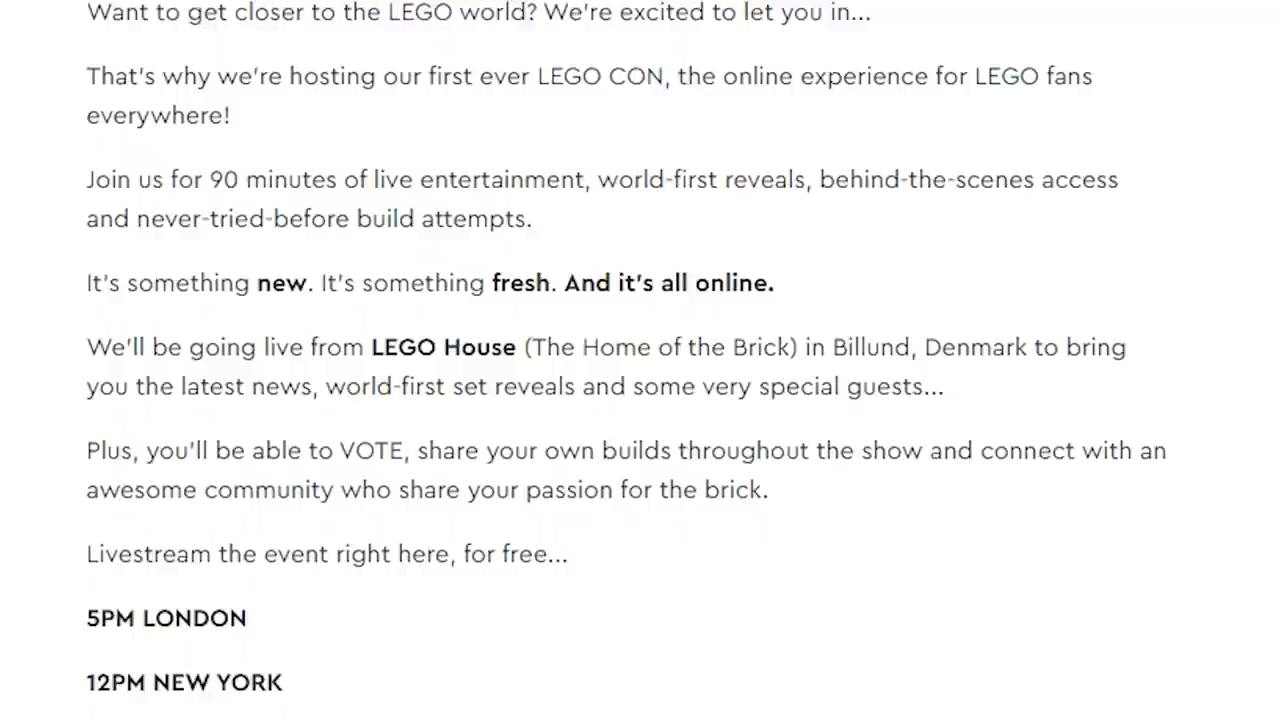 Want to get closer to the LEGO world? We're excited to let you in...
That's why we're hosting our first ever LEGO CON, the online experience for LEGO fans
everywhere!
Join us for 90 minutes of live entertainment, world-first reveals, behind-the-scenes access
and never-tried-before build attempts.
It's something new. It's something fresh. And it's all online.
We'll be going live from LEGO House (The Home of the Brick) in Billund, Denmark to bring
you the latest news, world-first set reveals and some very special guests...
Plus, you'll be able to VOTE, share your own builds throughout the show and connect with an
awesome community who share your passion for the brick.
Livestream the event right here, for free...
5PM LONDON
12PM NEW YORK